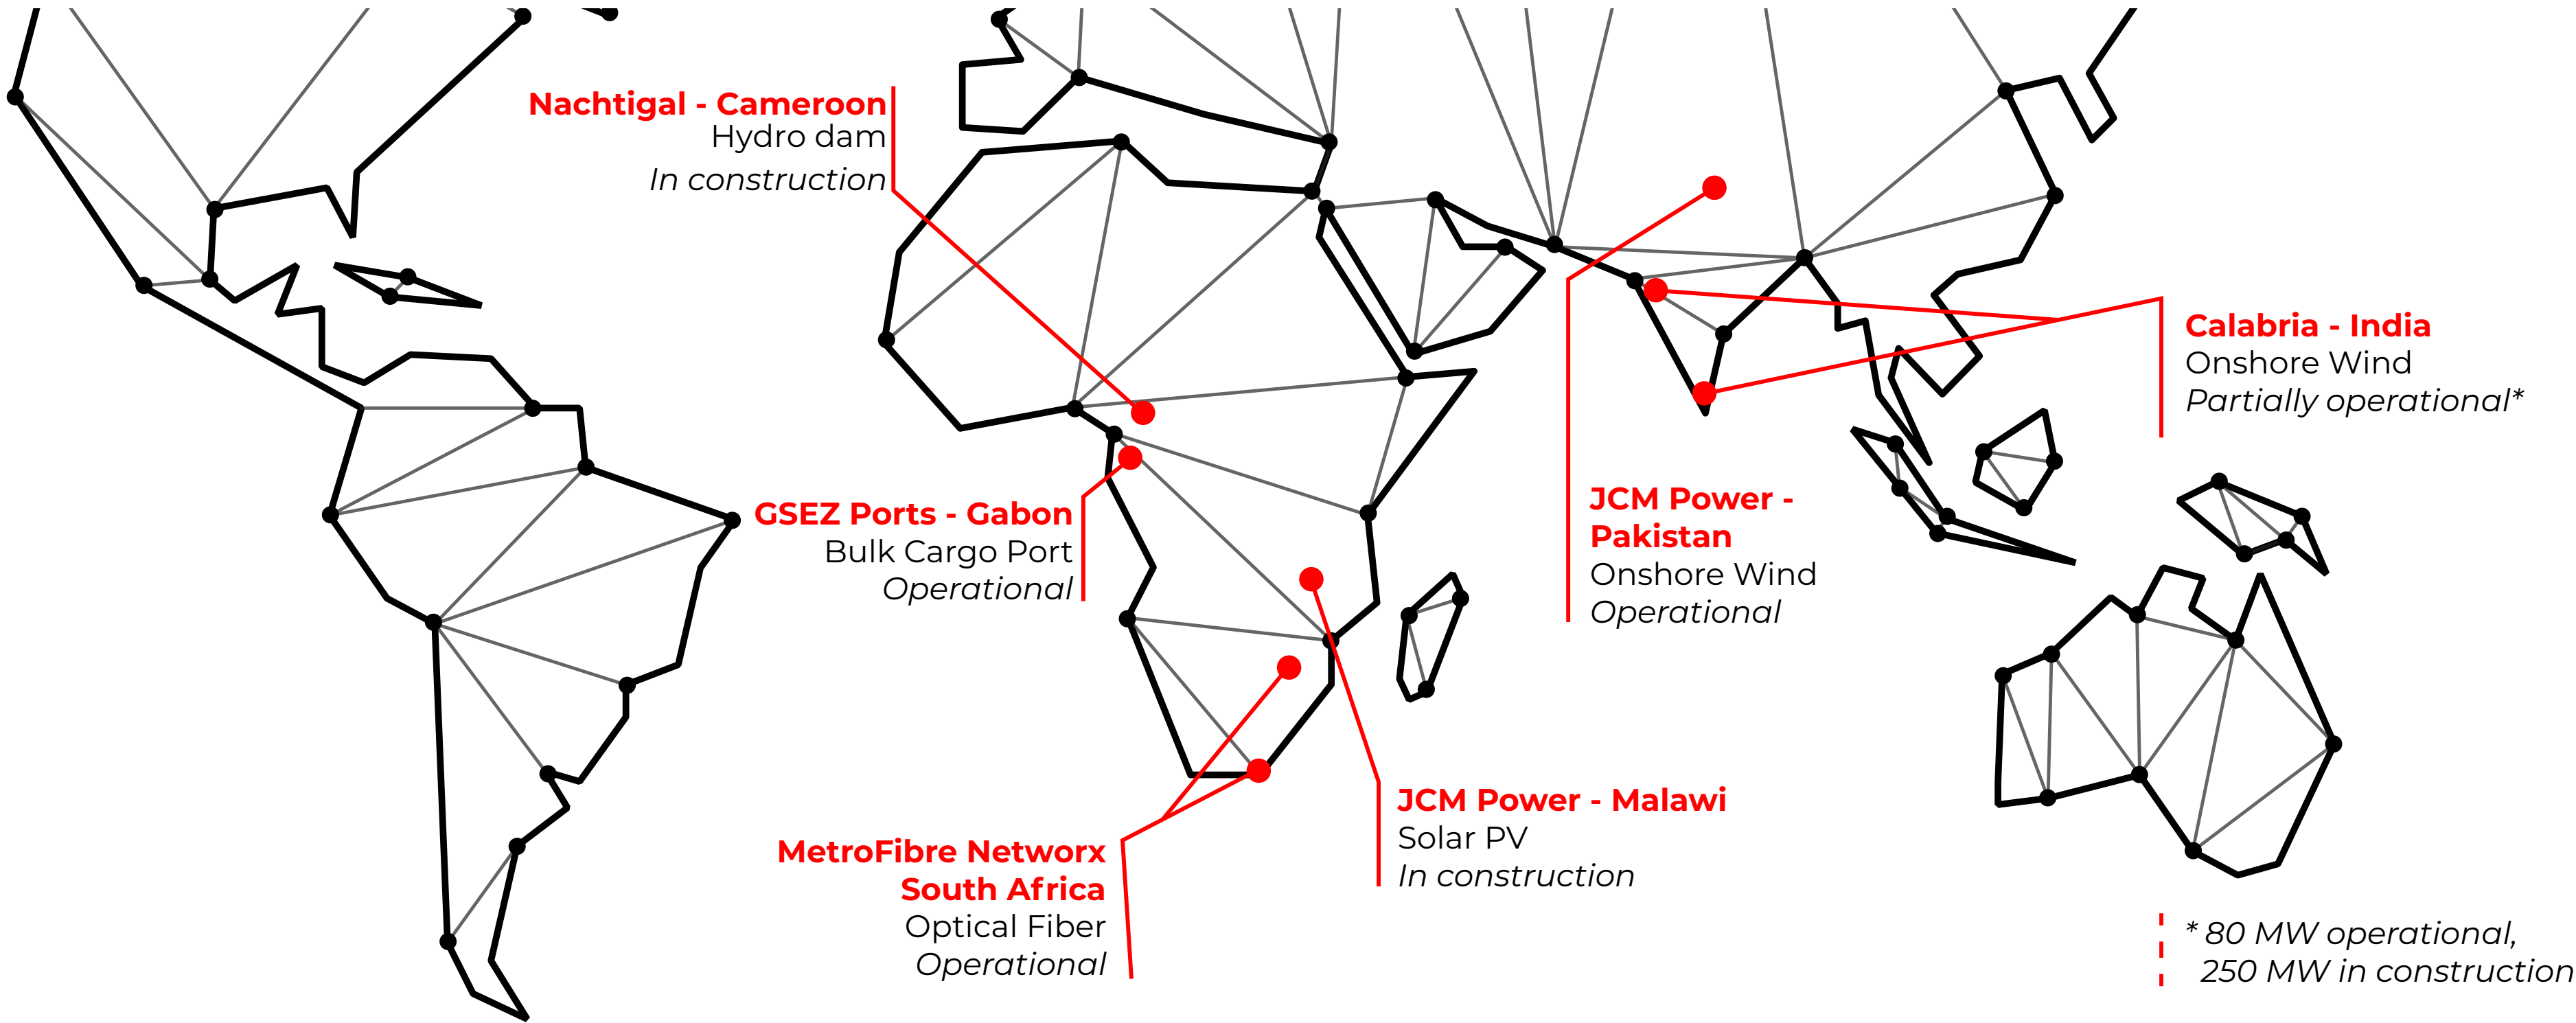 Nachtigal - Cameroon
Hydro dam
In construction
GSEZ Ports - Gabon
Bulk Cargo Port
Operational
MetroFibre Networx
South Africa
Optical Fiber
Operational
JCM Power - Malawi
Solar PV
In construction
JCM Power -
Pakistan
Onshore Wind
Operational
Calabria - India
Onshore Wind
Partially operational*
* 80 MW operational,
250 MW in construction